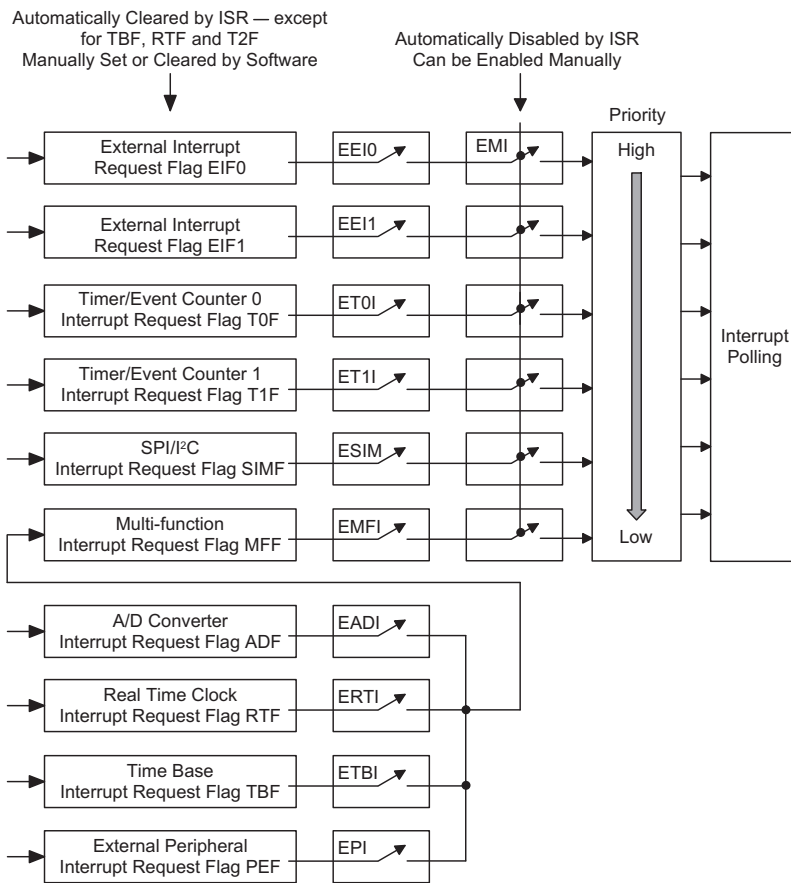 Automatically Cleared by ISR — except
for TBF, RTF and T2F
Manually Set or Cleared by Software
Automatically Disabled by ISR
Can be Enabled Manually
Priority
External Interrupt
Request Flag EIF0
EEI0
EMI
High
External Interrupt
Request Flag EIF1
EEI1
Timer/Event Counter 0
Interrupt Request Flag T0F
ET0I
Timer/Event Counter 1
Interrupt Request Flag T1F
ET1I
Interrupt
Polling
SPI/I²C
Interrupt Request Flag SIMF
ESIM
Multi-function
Interrupt Request Flag MFF
EMFI
Low
A/D Converter
Interrupt Request Flag ADF
EADI
Real Time Clock
Interrupt Request Flag RTF
ERTI
Time Base
Interrupt Request Flag TBF
ETBI
External Peripheral
Interrupt Request Flag PEF
EPI